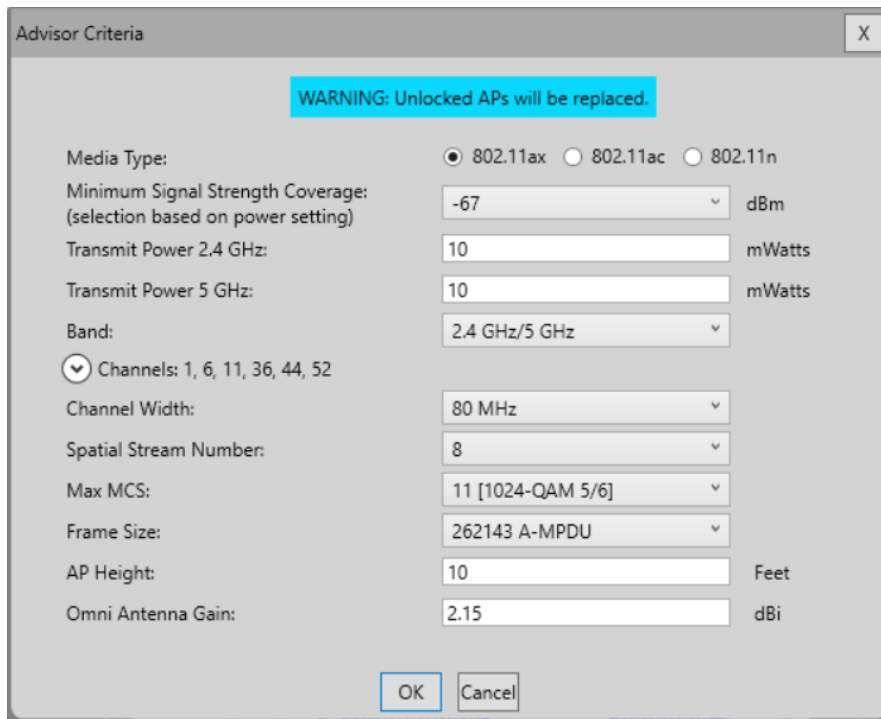 Advisor Criteria X
WARNING: Unlocked APs will be replaced.
Media Type: 802.11ax 802.11ac 802.11n
Minimum Signal Strength Coverage:
(selection based on power setting) -67 dBm
Transmit Power 2.4 GHz: 10 mWatts
Transmit Power 5 GHz: 10 mWatts
Band: 2.4 GHz/5 GHz
Channels: 1, 6, 11, 36, 44, 52
Channel Width: 80 MHz
Spatial Stream Number: 8
Max MCS: 11 [1024-QAM 5/6]
Frame Size: 262143 A-MPDU
AP Height: 10 Feet
Omni Antenna Gain: 2.15 dBi
OK Cancel